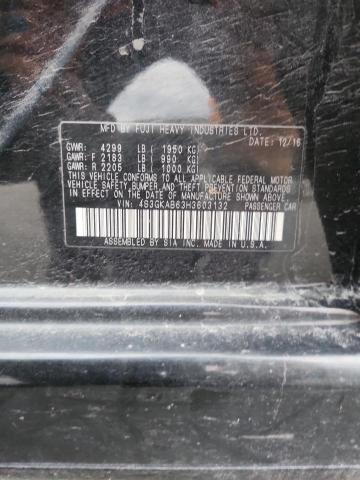 MFD BY FUJI HEAVY INDUSTRIES LTD.
DATE: 12/16
GVWR: 4299 LB ( 1950 KG)
GAWR: F 2183 LB ( 990 KG)
GAWR: R 2205 LB ( 1000 KG)
THIS VEHICLE CONFORMS TO ALL APPLICABLE FEDERAL MOTOR
VEHICLE SAFETY, BUMPER, AND THEFT PREVENTION STANDARDS
IN EFFECT ON THE DATE OF MANUFACTURE SHOWN ABOVE.
VIN: 4S3GKAB63H3603132 PASSENGER CAR
ASSEMBLED BY SIA INC. IN U.S.A.